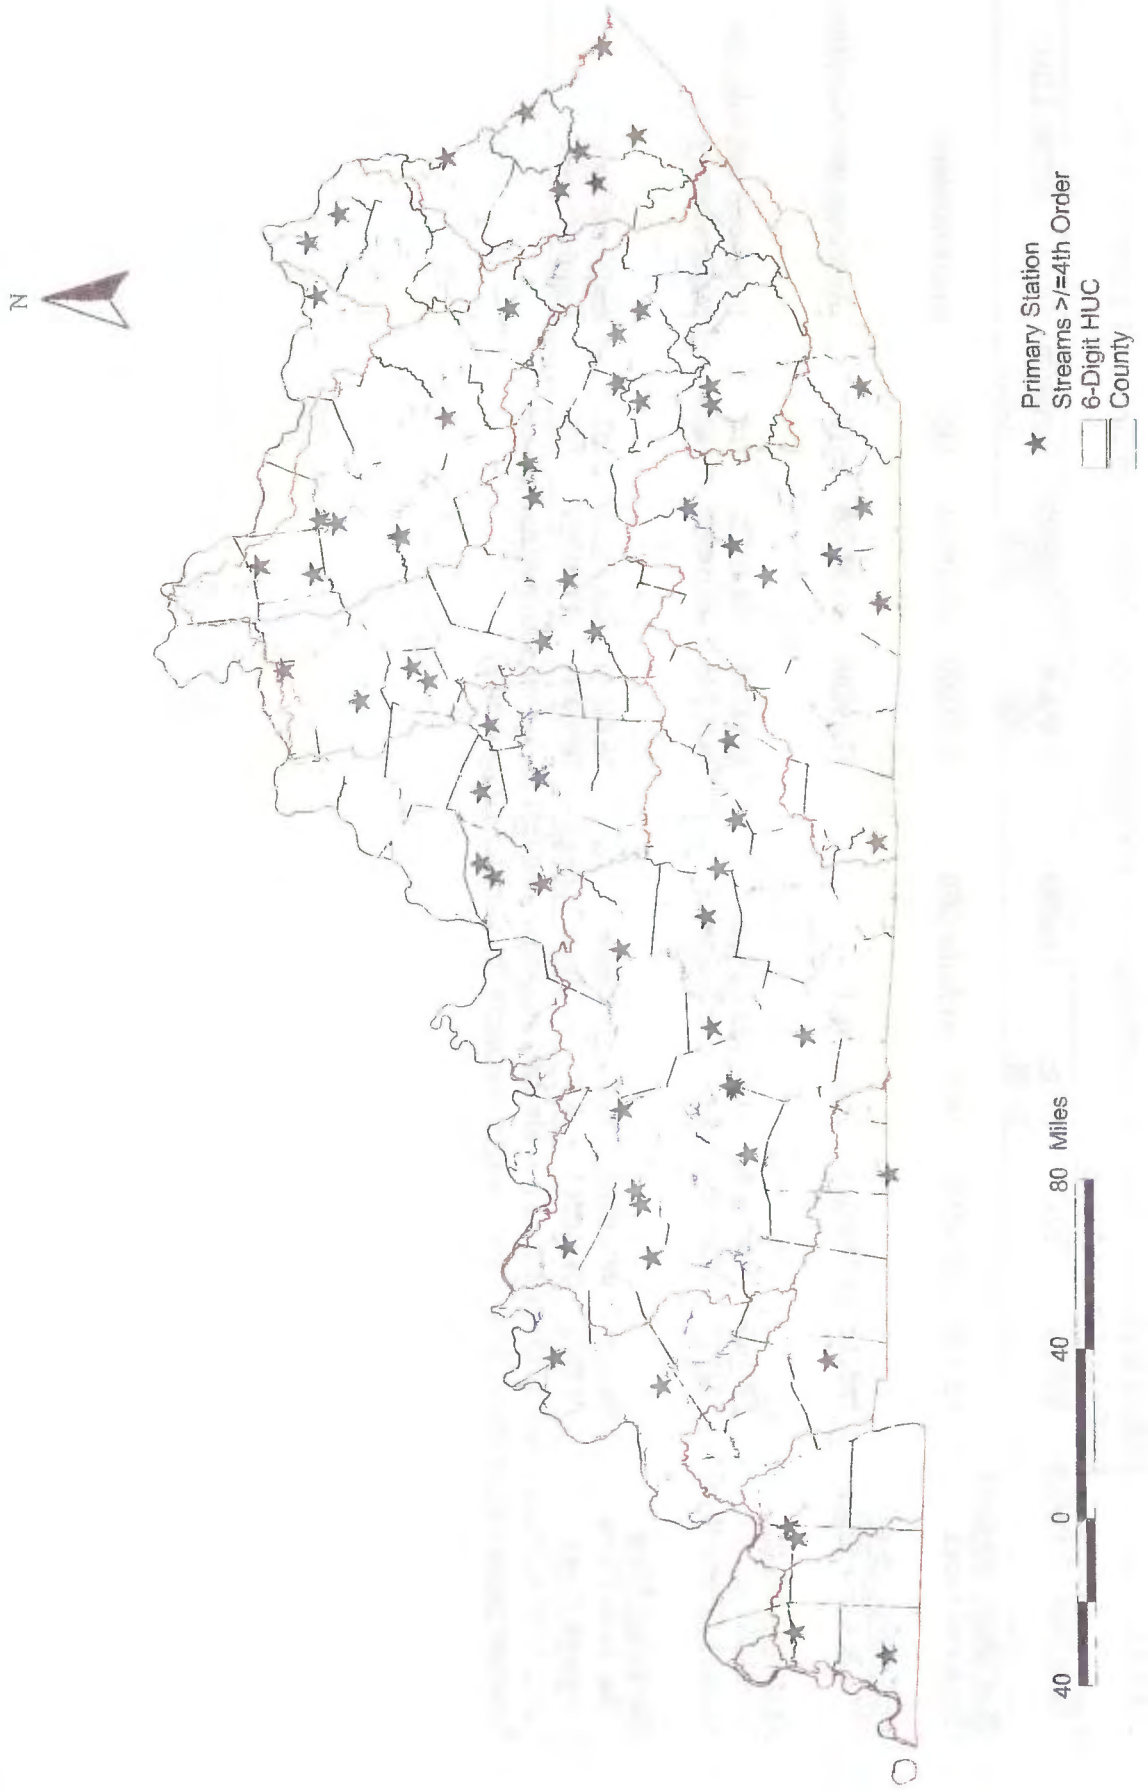 N
Primary Station
Streams >/=4th Order
6-Digit HUC
County
40 0 40 80 Miles